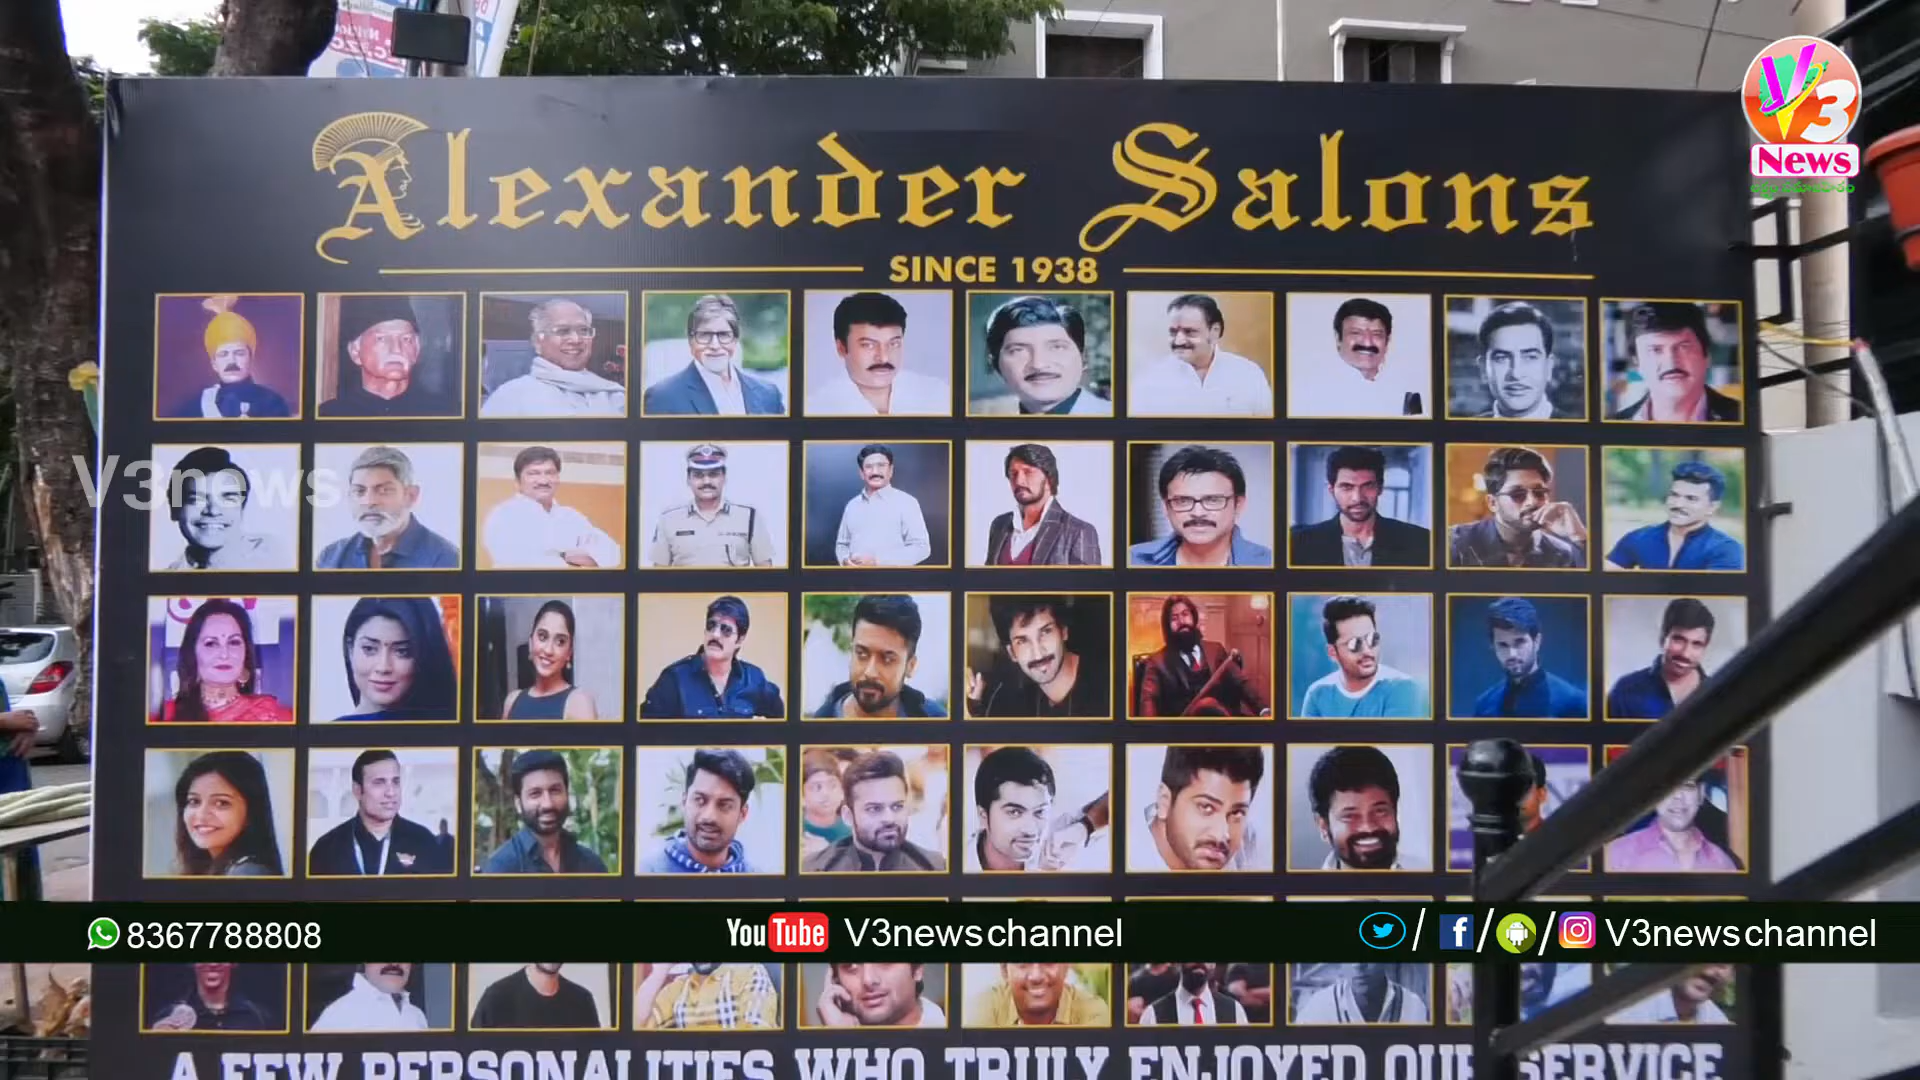 Alexander Salons
SINCE 1938
V3
News
V3news
A FEW PERSONALITIES WHO TRULY ENJOYED OUR SERVICE
8367788808
YouTube V3newschannel
/ f / / V3newschannel